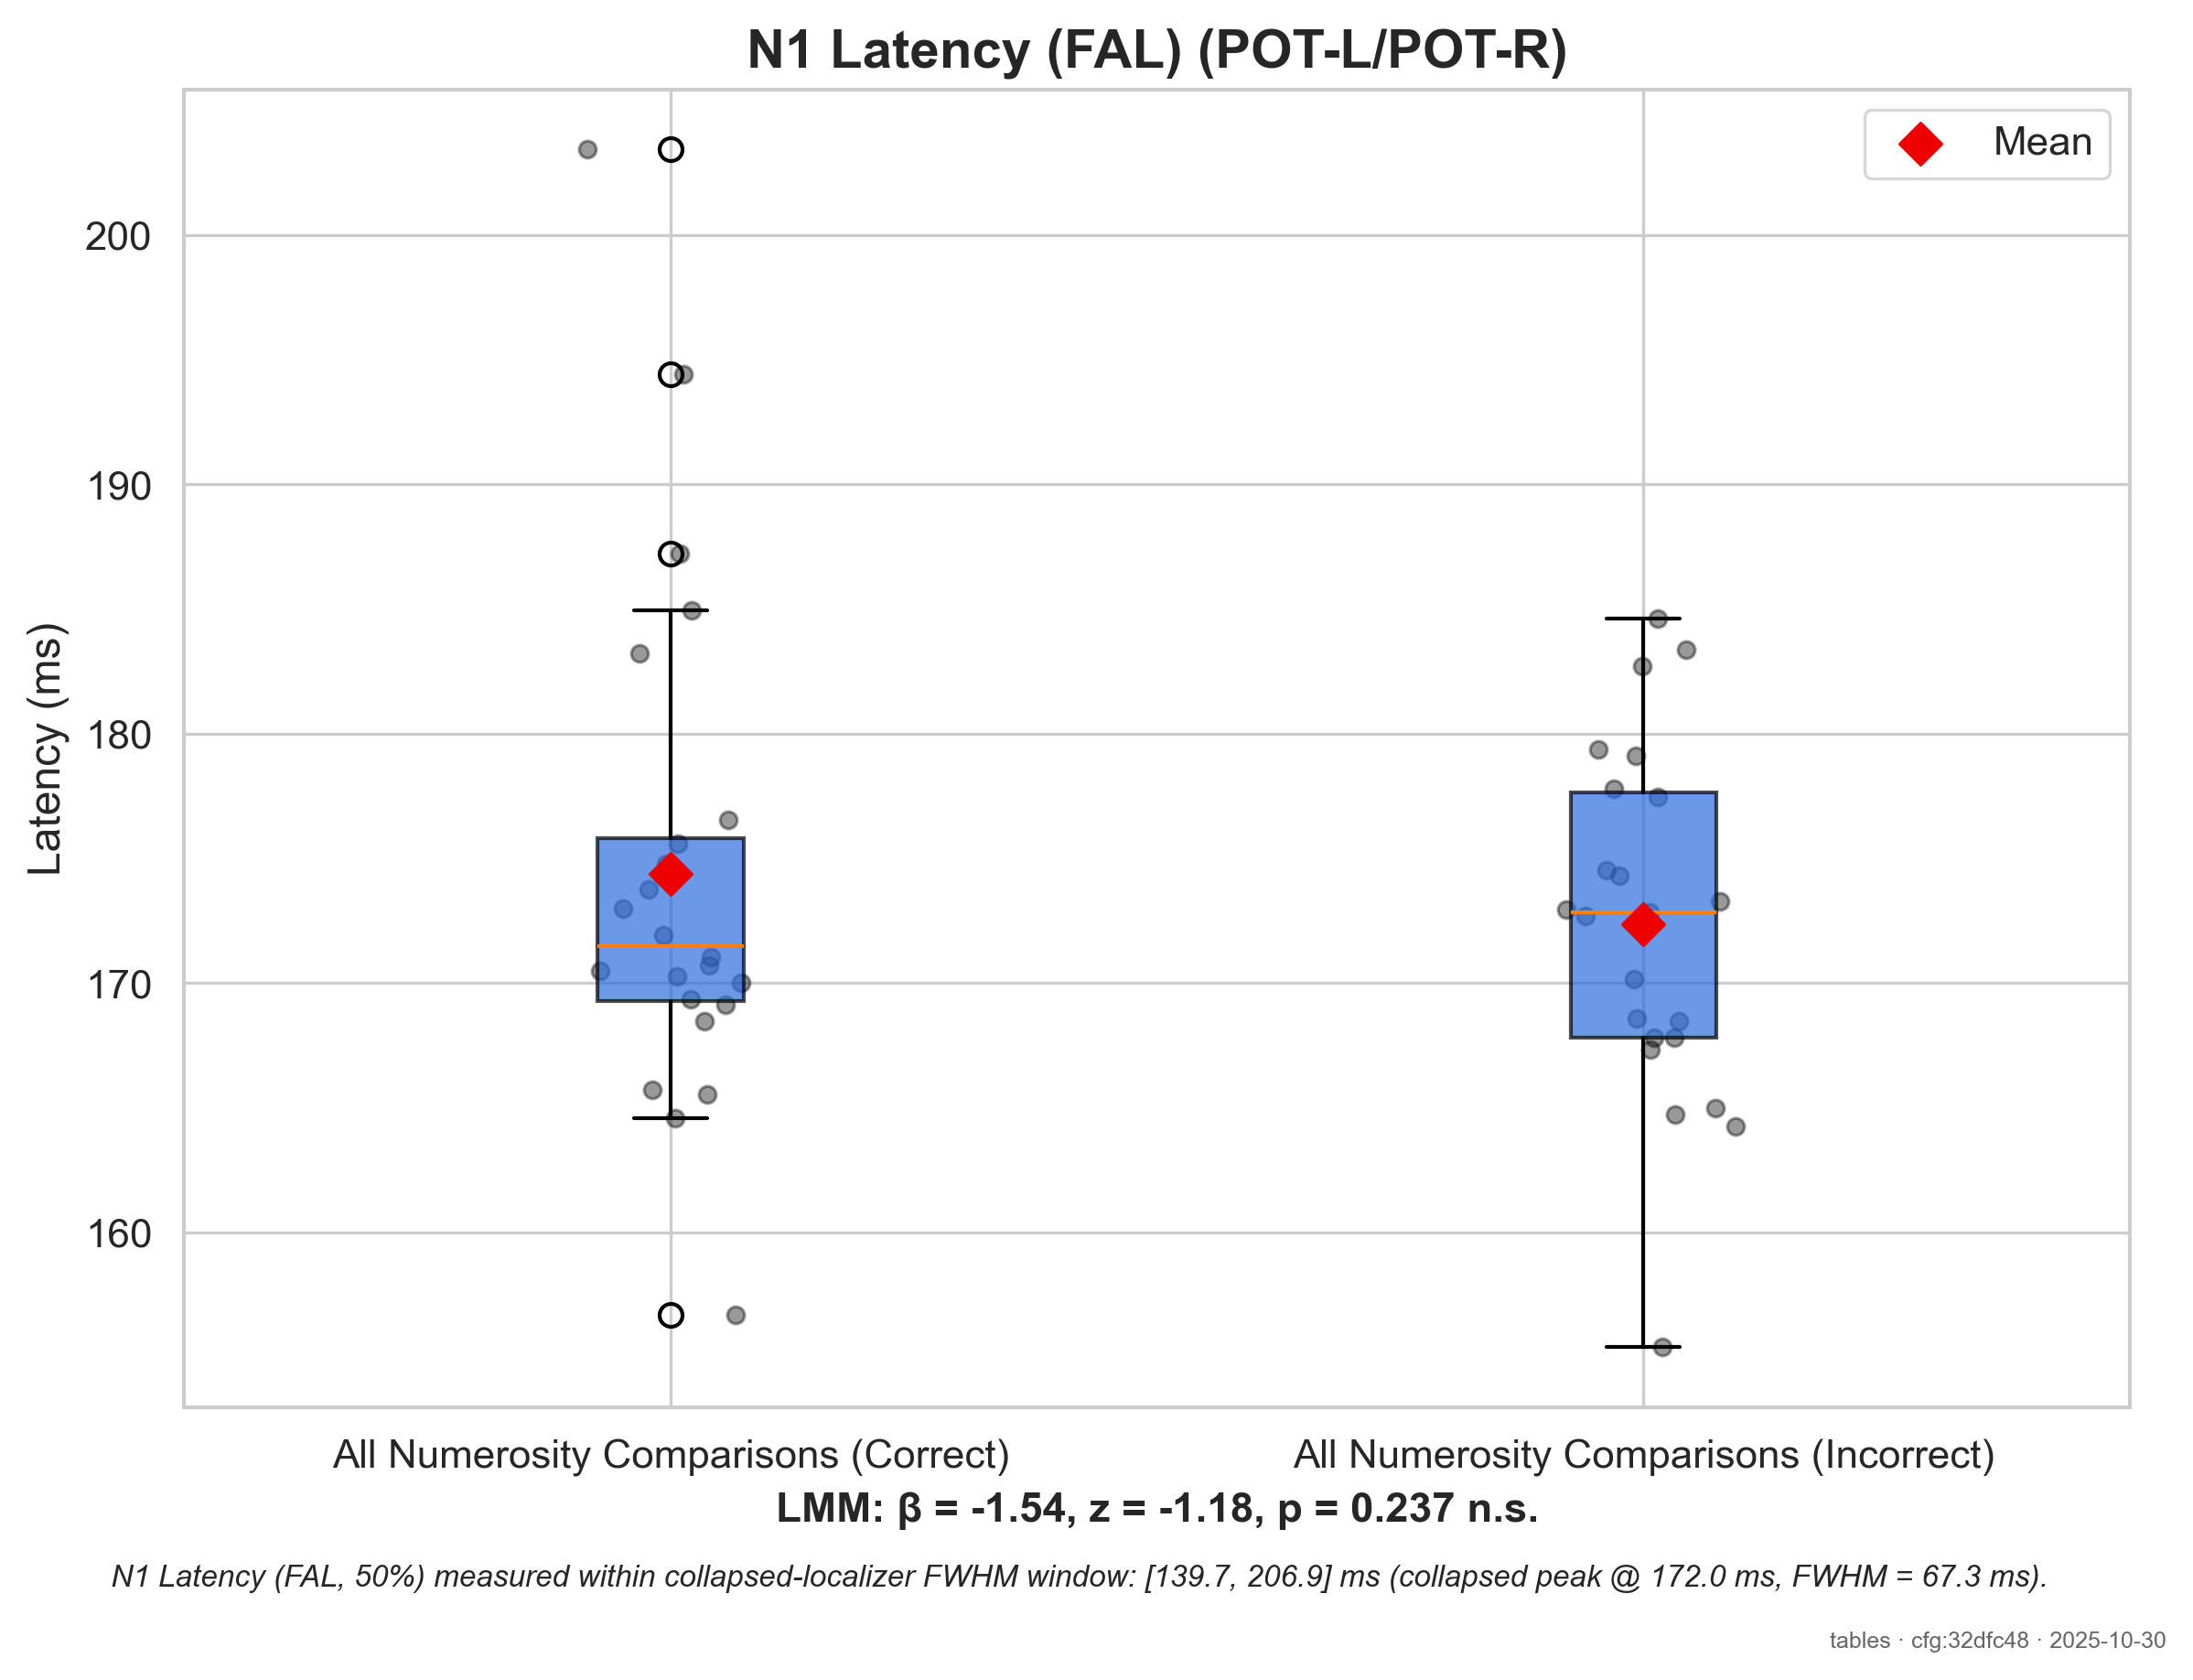 N1 Latency (FAL) (POT-L/POT-R)
Mean
Latency (ms)
200
190
180
170
160
All Numerosity Comparisons (Correct)
All Numerosity Comparisons (Incorrect)
LMM: β = -1.54, z = -1.18, p = 0.237 n.s.
N1 Latency (FAL, 50%) measured within collapsed-localizer FWHM window: [139.7, 206.9] ms (collapsed peak @ 172.0 ms, FWHM = 67.3 ms).
tables · cfg:32dfc48 · 2025-10-30